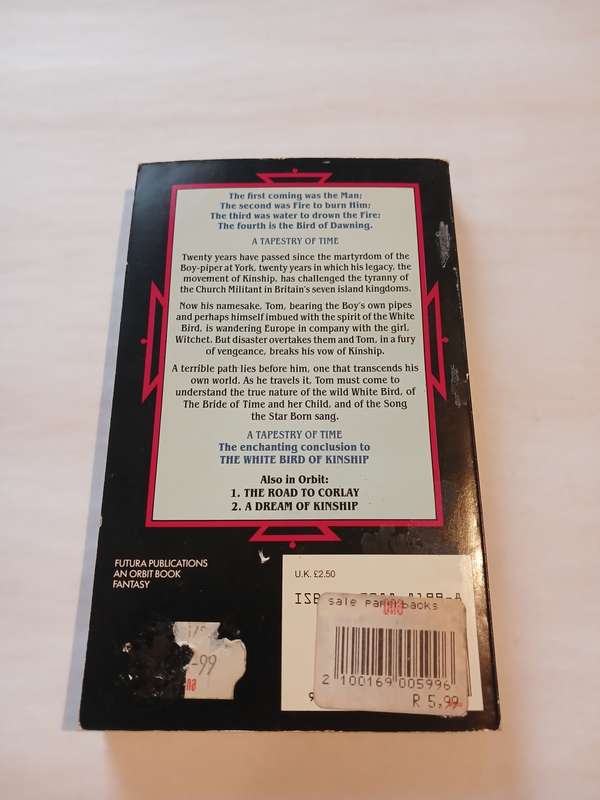 The first coming was the Man;
The second was Fire to burn Him;
The third was water to drown the Fire:
The fourth is the Bird of Dawning.
A TAPESTRY OF TIME
Twenty years have passed since the martyrdom of the
Boy-piper at York, twenty years in which his legacy, the
movement of Kinship, has challenged the tyranny of
the Church Militant in Britain's seven island kingdoms.
Now his namesake, Tom, bearing the Boy's own pipes
and perhaps himself imbued with the spirit of the White
Bird, is wandering Europe in company with the girl,
Witchet. But disaster overtakes them and Tom, in a fury
of vengeance, breaks his vow of Kinship.
A terrible path lies before him, one that transcends his
own world. As he travels it, Tom must come to
understand the true nature of the wild White Bird, of
The Bride of Time and her Child, and of the Song
the Star Born sang.
A TAPESTRY OF TIME
The enchanting conclusion to
THE WHITE BIRD OF KINSHIP
Also in Orbit:
1. THE ROAD TO CORLAY
2. A DREAM OF KINSHIP
FUTURA PUBLICATIONS
AN ORBIT BOOK
FANTASY
U.K. £2.50
sale paperbacks
2 100169 005996
R 5.99
-99